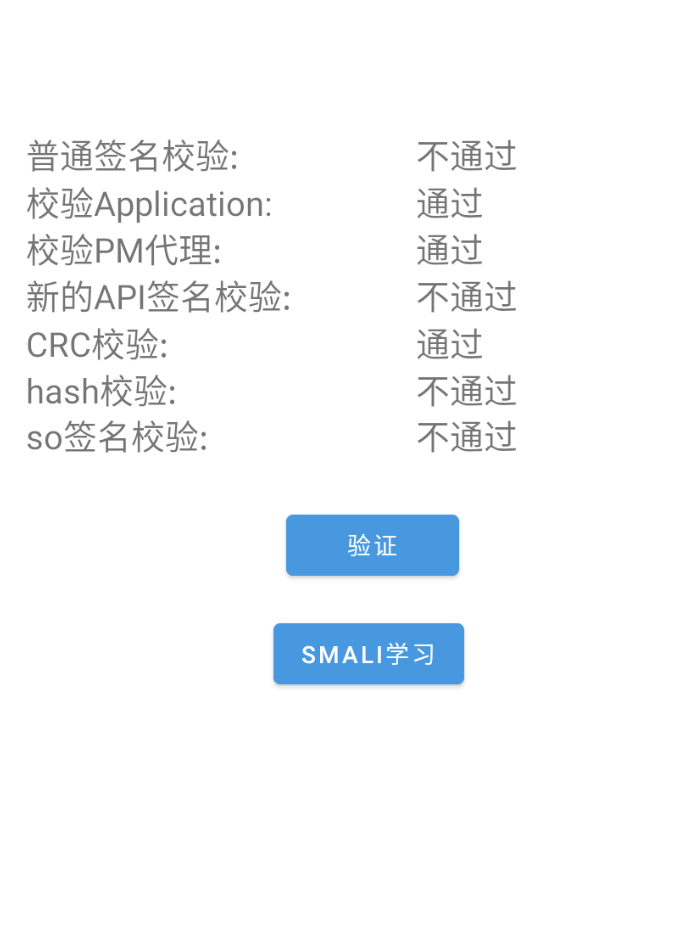 普通签名校验: 不通过
校验Application: 通过
校验PM代理: 通过
新的API签名校验: 不通过
CRC校验: 通过
hash校验: 不通过
so签名校验: 不通过
验证
SMALI学习